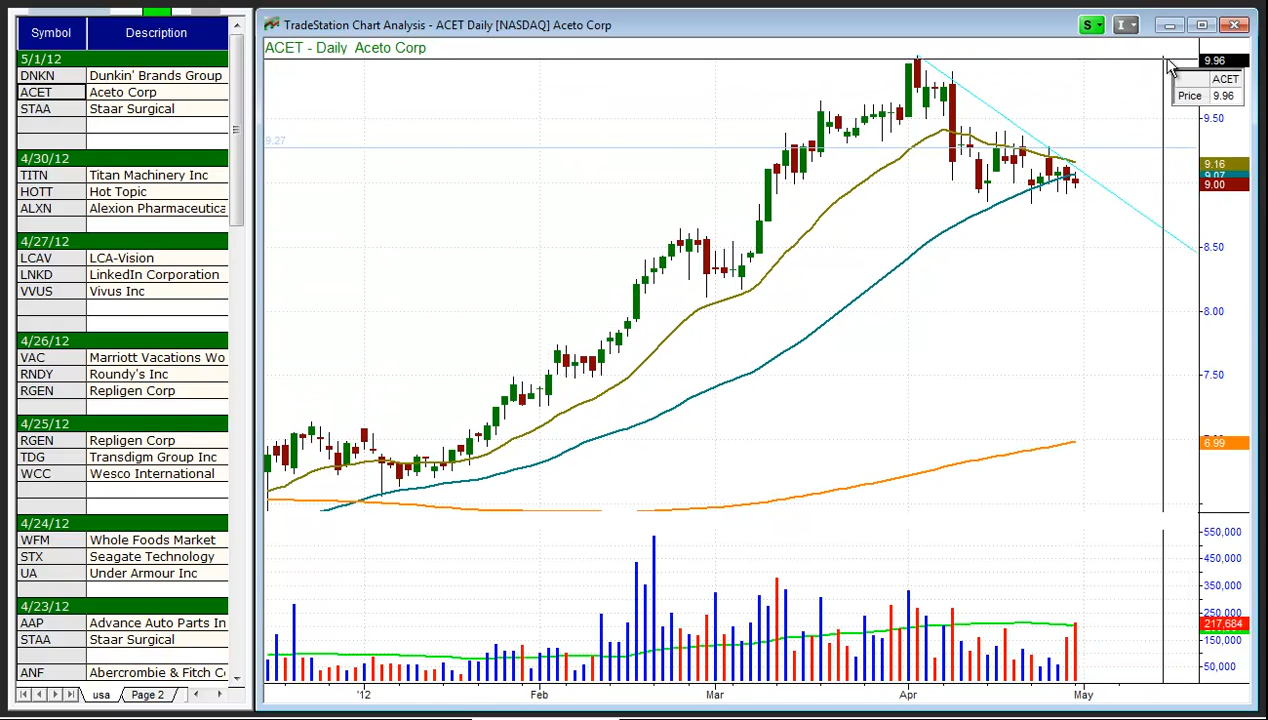 Symbol Description
5/1/12
DNKN Dunkin' Brands Group
ACET Aceto Corp
STAA Staar Surgical
4/30/12
TITN Titan Machinery Inc
HOTT Hot Topic
ALXN Alexion Pharmaceutica
4/27/12
LCAV LCA-Vision
LNKD LinkedIn Corporation
VVUS Vivus Inc
4/26/12
VAC Marriott Vacations Wo
RNDY Roundy's Inc
RGEN Repligen Corp
4/25/12
RGEN Repligen Corp
TDG Transdigm Group Inc
WCC Wesco International
4/24/12
WFM Whole Foods Market
STX Seagate Technology
UA Under Armour Inc
4/23/12
AAP Advance Auto Parts In
STAA Staar Surgical
ANF Abercrombie & Fitch C
usa Page 2
TradeStation Chart Analysis - ACET Daily [NASDAQ] Aceto Corp
S I
ACET - Daily Aceto Corp
9.96
ACET
Price 9.96
9.50
9.27
9.16
9.07
9.00
8.50
8.00
7.50
6.99
550,000
450,000
350,000
250,000
217,684
150,000
50,000
'12 Feb Mar Apr May